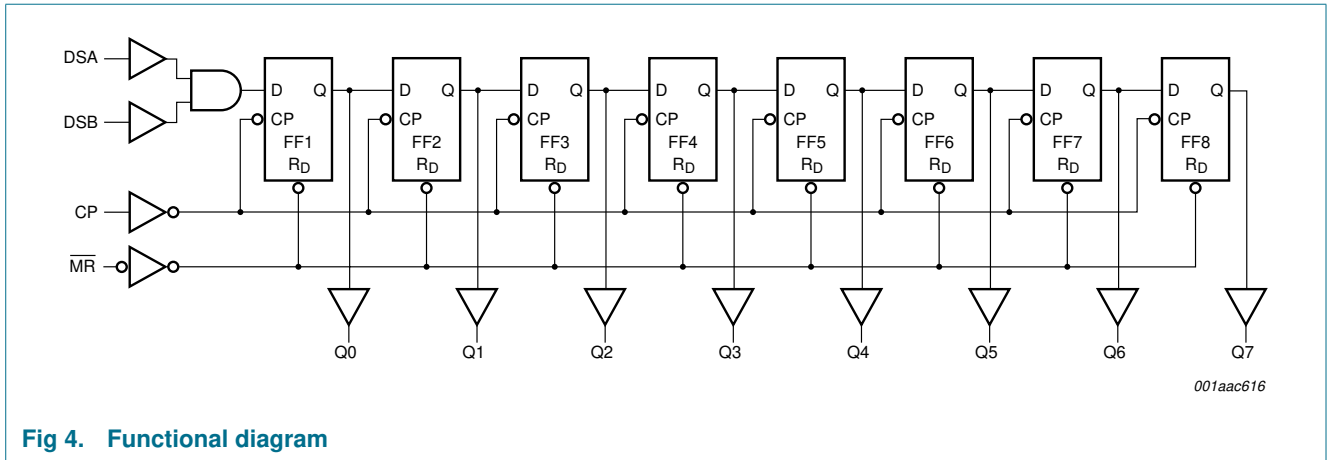 DSA
DSB
D Q D Q D Q D Q D Q D Q D Q D Q
CP CP CP CP CP CP CP CP
FF1 FF2 FF3 FF4 FF5 FF6 FF7 FF8
RD RD RD RD RD RD RD RD
CP
M̅R̅
Q0 Q1 Q2 Q3 Q4 Q5 Q6 Q7
001aac616
Fig 4. Functional diagram